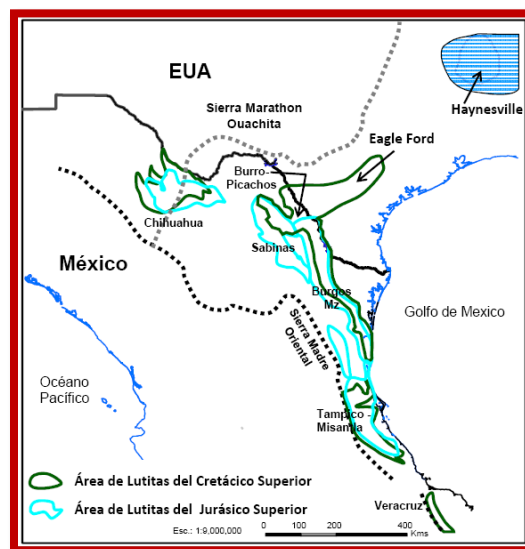 EUA
Sierra Marathon
Ouachita
Haynesville
Eagle Ford
Burro-
Picachos
Chihuahua
Sabinas
México
Burgos
Mz
Golfo de Mexico
Sierra Madre
Oriental
Océano
Pacífico
Tampico -
Misantla
Área de Lutitas del Cretácico Superior
Veracruz
Área de Lutitas del Jurásico Superior
Esc.: 1:9,000,000
0 200 400
Kms